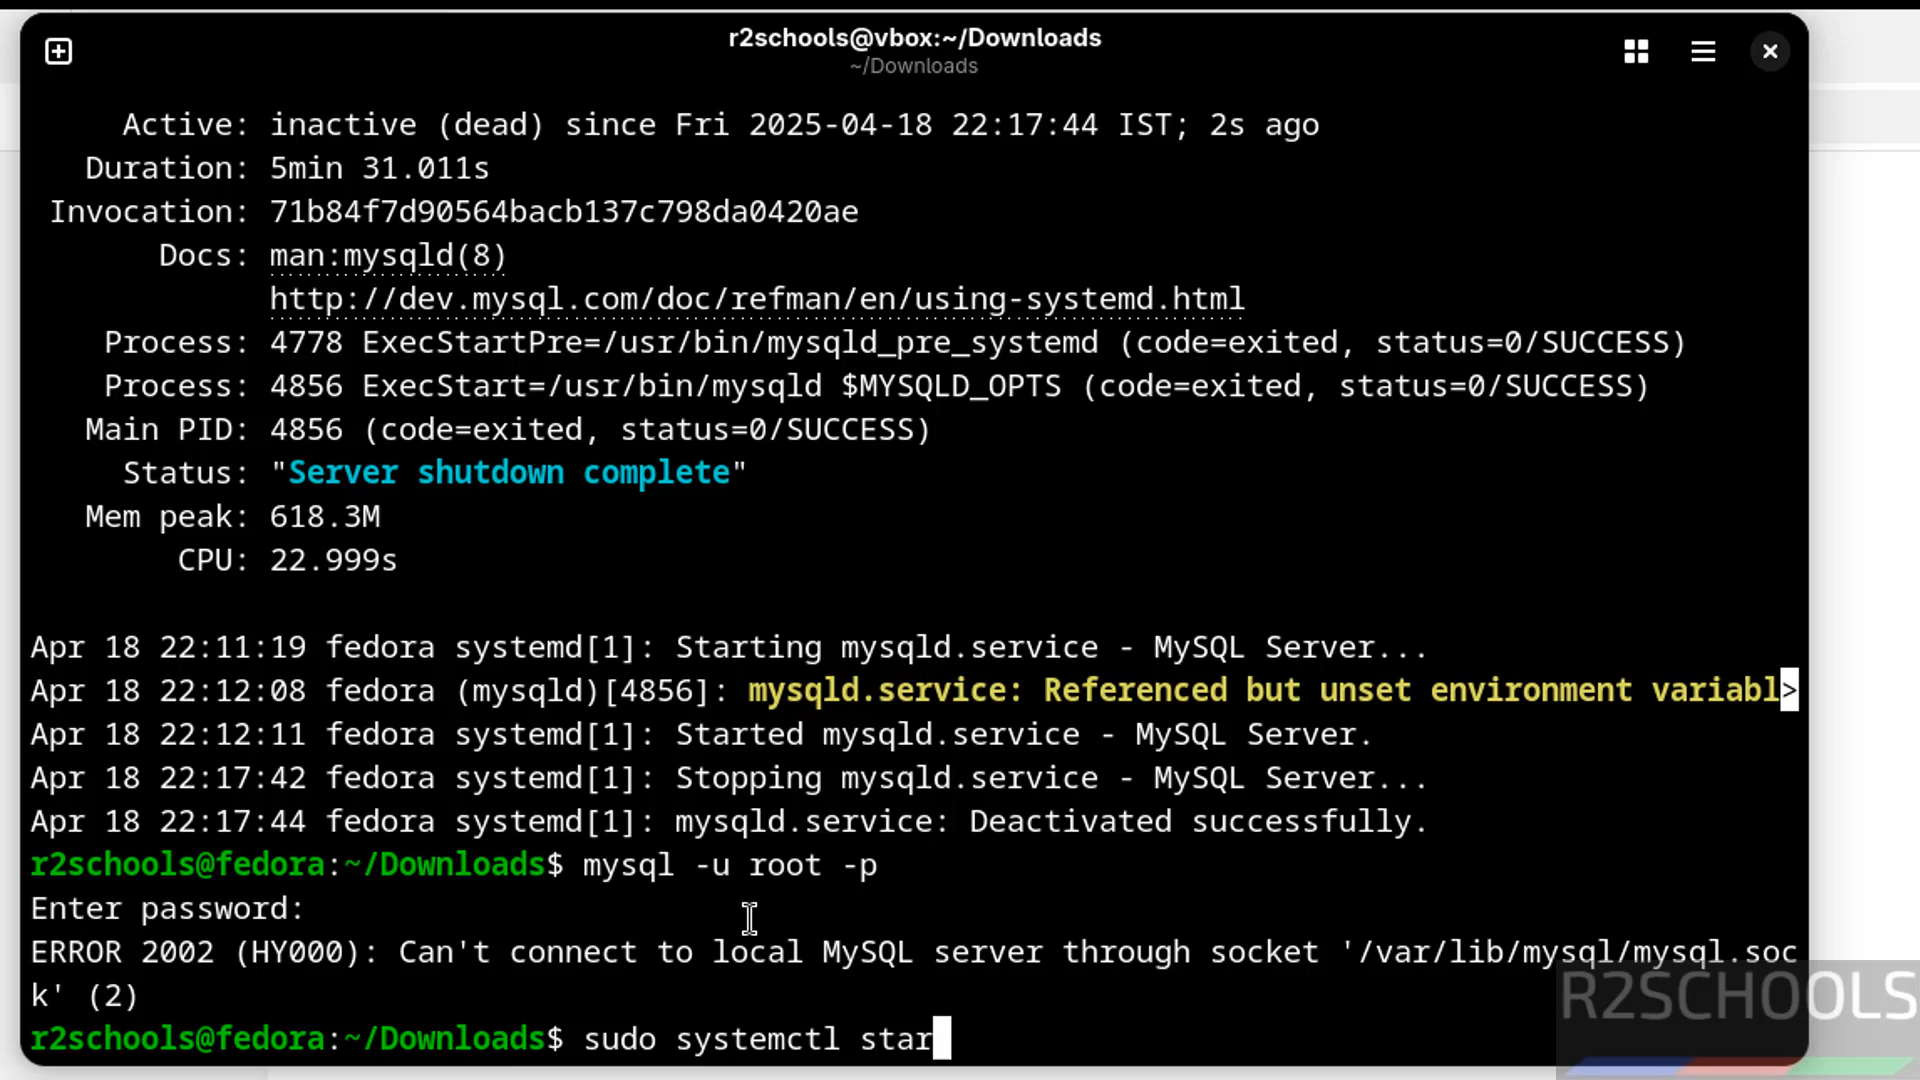 r2schools@vbox:~/Downloads
~/Downloads
Active: inactive (dead) since Fri 2025-04-18 22:17:44 IST; 2s ago
Duration: 5min 31.011s
Invocation: 71b84f7d90564bacb137c798da0420ae
Docs: man:mysqld(8)
http://dev.mysql.com/doc/refman/en/using-systemd.html
Process: 4778 ExecStartPre=/usr/bin/mysqld_pre_systemd (code=exited, status=0/SUCCESS)
Process: 4856 ExecStart=/usr/bin/mysqld $MYSQLD_OPTS (code=exited, status=0/SUCCESS)
Main PID: 4856 (code=exited, status=0/SUCCESS)
Status: "Server shutdown complete"
Mem peak: 618.3M
CPU: 22.999s
Apr 18 22:11:19 fedora systemd[1]: Starting mysqld.service - MySQL Server...
Apr 18 22:12:08 fedora (mysqld)[4856]: mysqld.service: Referenced but unset environment variabl>
Apr 18 22:12:11 fedora systemd[1]: Started mysqld.service - MySQL Server.
Apr 18 22:17:42 fedora systemd[1]: Stopping mysqld.service - MySQL Server...
Apr 18 22:17:44 fedora systemd[1]: mysqld.service: Deactivated successfully.
r2schools@fedora:~/Downloads$ mysql -u root -p
Enter password:
ERROR 2002 (HY000): Can't connect to local MySQL server through socket '/var/lib/mysql/mysql.soc
k' (2)
r2schools@fedora:~/Downloads$ sudo systemctl star
R2SCHOOLS